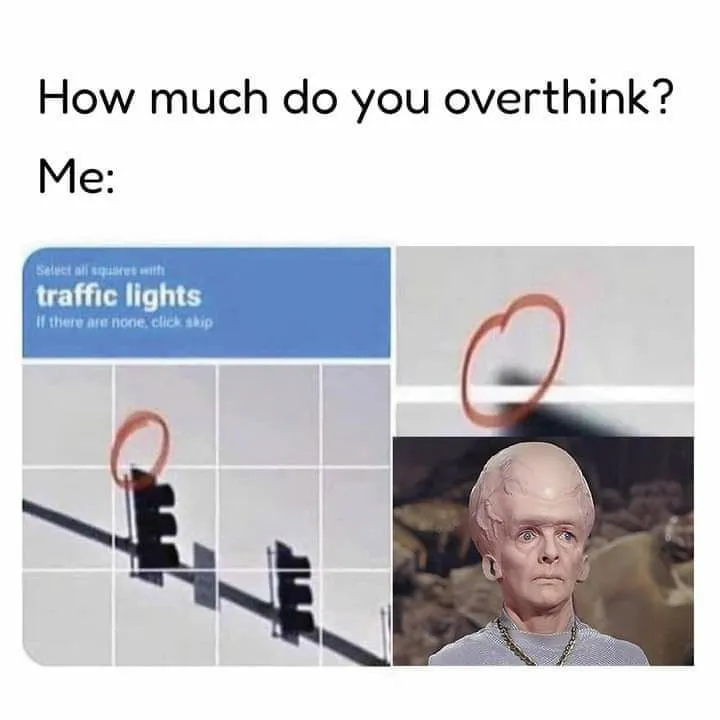 How much do you overthink?
Me:
Select all squares with
traffic lights
If there are none, click skip